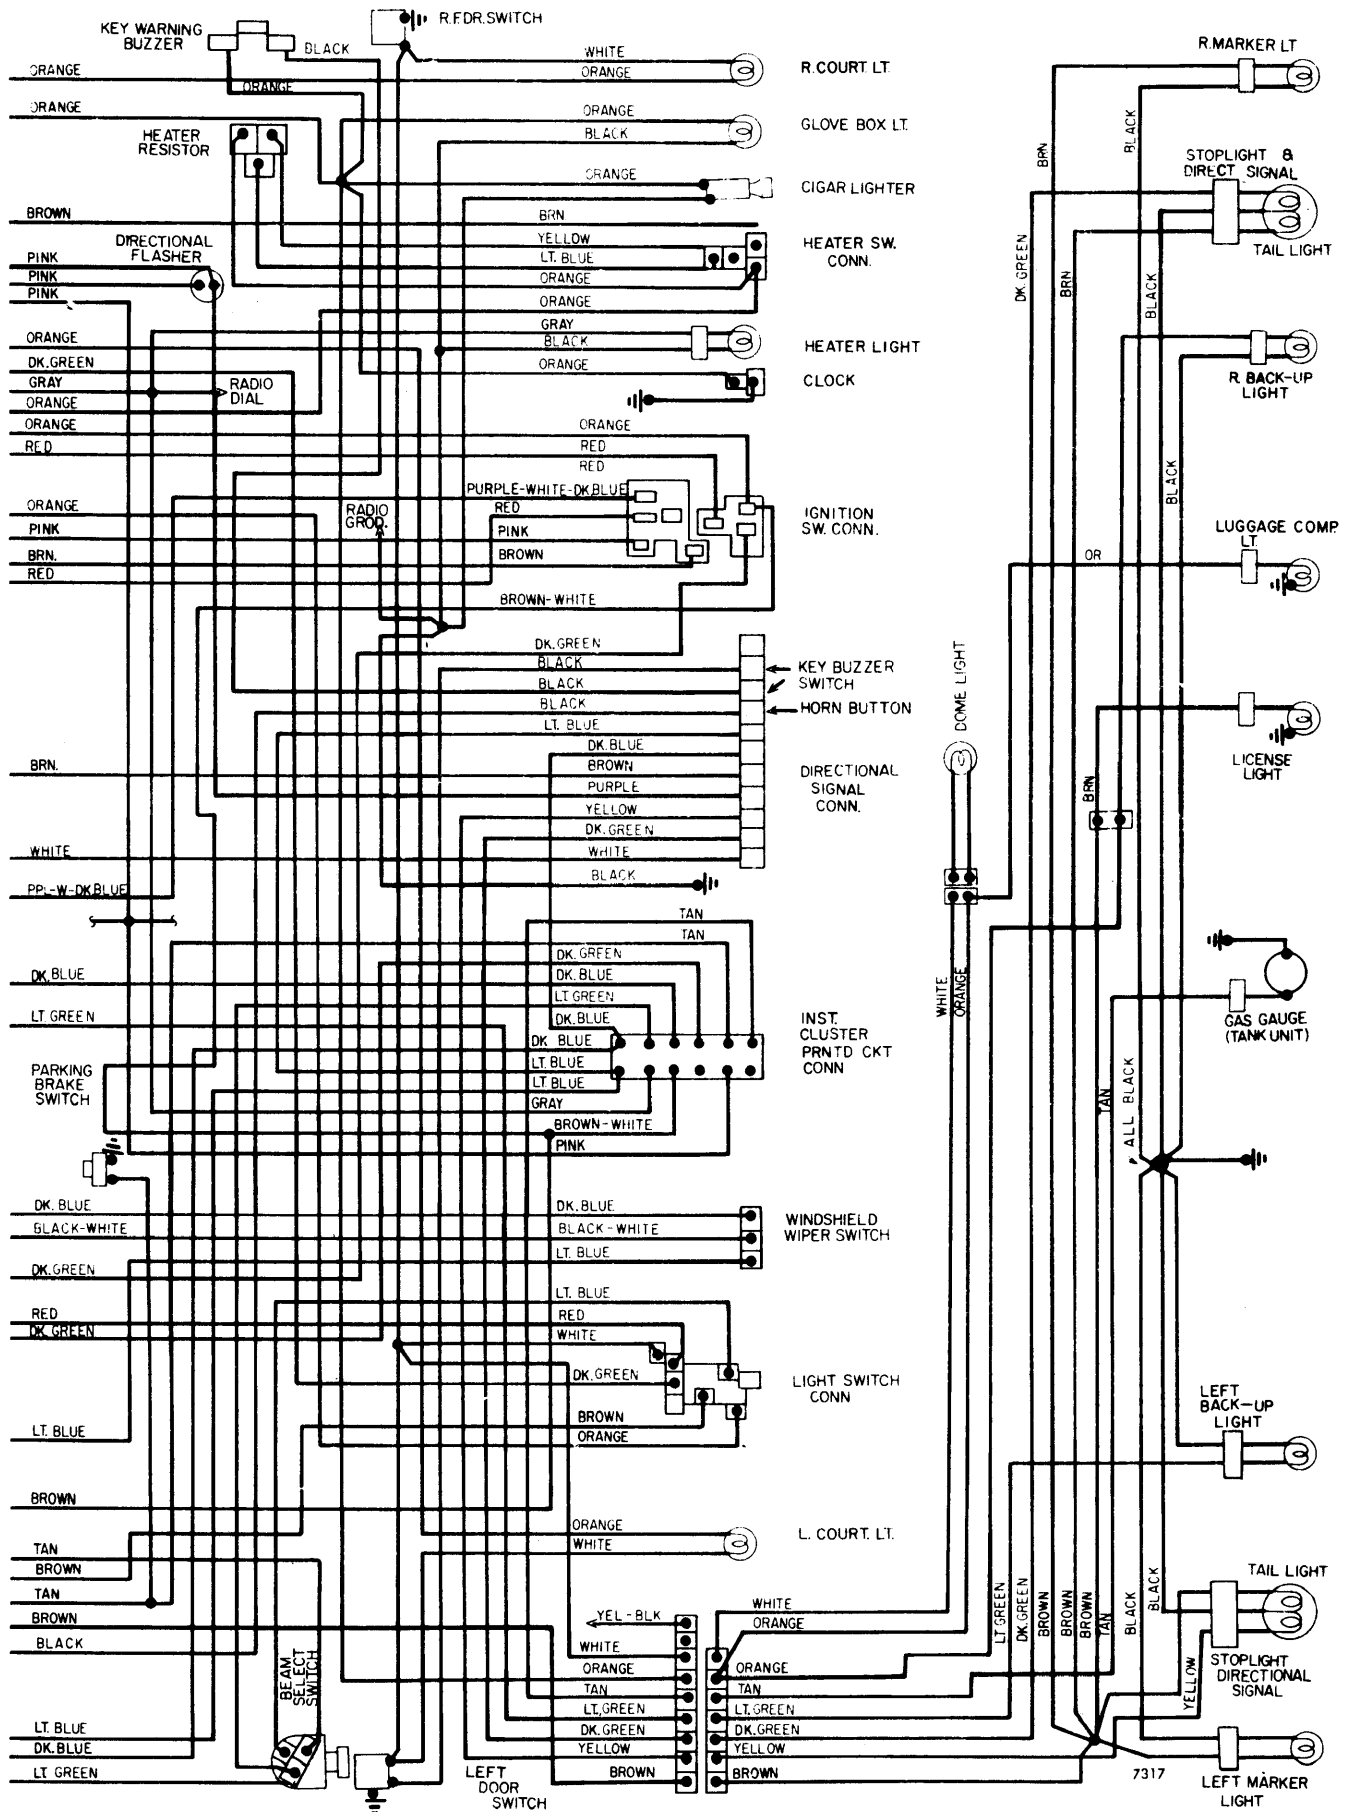 KEY WARNING
BUZZER
BLACK
R.F.DR.SWITCH
WHITE
ORANGE
R.COURT. LT.
R.MARKER LT
ORANGE
ORANGE
ORANGE
ORANGE
BLACK
GLOVE BOX LT.
HEATER
RESISTOR
BRN
BLACK
STOPLIGHT &
DIRECT SIGNAL
TAIL LIGHT
ORANGE
CIGAR LIGHTER
BROWN
BRN
DIRECTIONAL
FLASHER
YELLOW
LT. BLUE
ORANGE
ORANGE
HEATER SW.
CONN.
PINK
PINK
PINK
DK.GREEN
BRN
BLACK
GRAY
BLACK
HEATER LIGHT
ORANGE
DK.GREEN
GRAY
RADIO
DIAL
ORANGE
CLOCK
R. BACK-UP
LIGHT
ORANGE
ORANGE
RED
ORANGE
RED
RED
BLACK
PURPLE-WHITE-DK.BLUE
RED
PINK
BROWN
RADIO
GROD.
IGNITION
SW. CONN.
ORANGE
PINK
BRN.
RED
LUGGAGE COMP.
LT.
OR
BROWN-WHITE
DK.GREEN
BLACK
BLACK
BLACK
LT. BLUE
DK.BLUE
BROWN
PURPLE
YELLOW
DK.GREEN
WHITE
BLACK
KEY BUZZER
SWITCH
HORN BUTTON
DIRECTIONAL
SIGNAL
CONN.
DOME LIGHT
LICENSE
LIGHT
BRN
BRN.
WHITE
PPL-W-DK.BLUE
TAN
TAN
DK.GREEN
DK.BLUE
LT.GREEN
DK.BLUE
DK BLUE
LT.BLUE
LT.BLUE
GRAY
BROWN-WHITE
PINK
DK.BLUE
LT.GREEN
INST.
CLUSTER
PRNTD CKT
CONN
WHITE
ORANGE
GAS GAUGE
(TANK UNIT)
TAN
ALL BLACK
PARKING
BRAKE
SWITCH
DK. BLUE
BLACK-WHITE
DK.BLUE
BLACK-WHITE
LT. BLUE
WINDSHIELD
WIPER SWITCH
DK.GREEN
RED
DK.GREEN
LT.BLUE
RED
WHITE
DK.GREEN
BROWN
ORANGE
LIGHT SWITCH
CONN
LEFT
BACK-UP
LIGHT
LT. BLUE
BROWN
ORANGE
WHITE
L. COURT. LT.
TAN
BROWN
TAN
BROWN
BLACK
YEL-BLK
WHITE
ORANGE
TAN
LT.GREEN
DK.GREEN
YELLOW
BROWN
WHITE
ORANGE
ORANGE
TAN
LT.GREEN
DK.GREEN
YELLOW
BROWN
LT GREEN
DK.GREEN
BROWN
BROWN
BROWN
TAN
BLACK
BLACK
YELLOW
TAIL LIGHT
STOPLIGHT
DIRECTIONAL
SIGNAL
BEAM
SELECT
SWITCH
LT. BLUE
DK.BLUE
LT GREEN
LEFT
DOOR
SWITCH
7317
LEFT MARKER
LIGHT